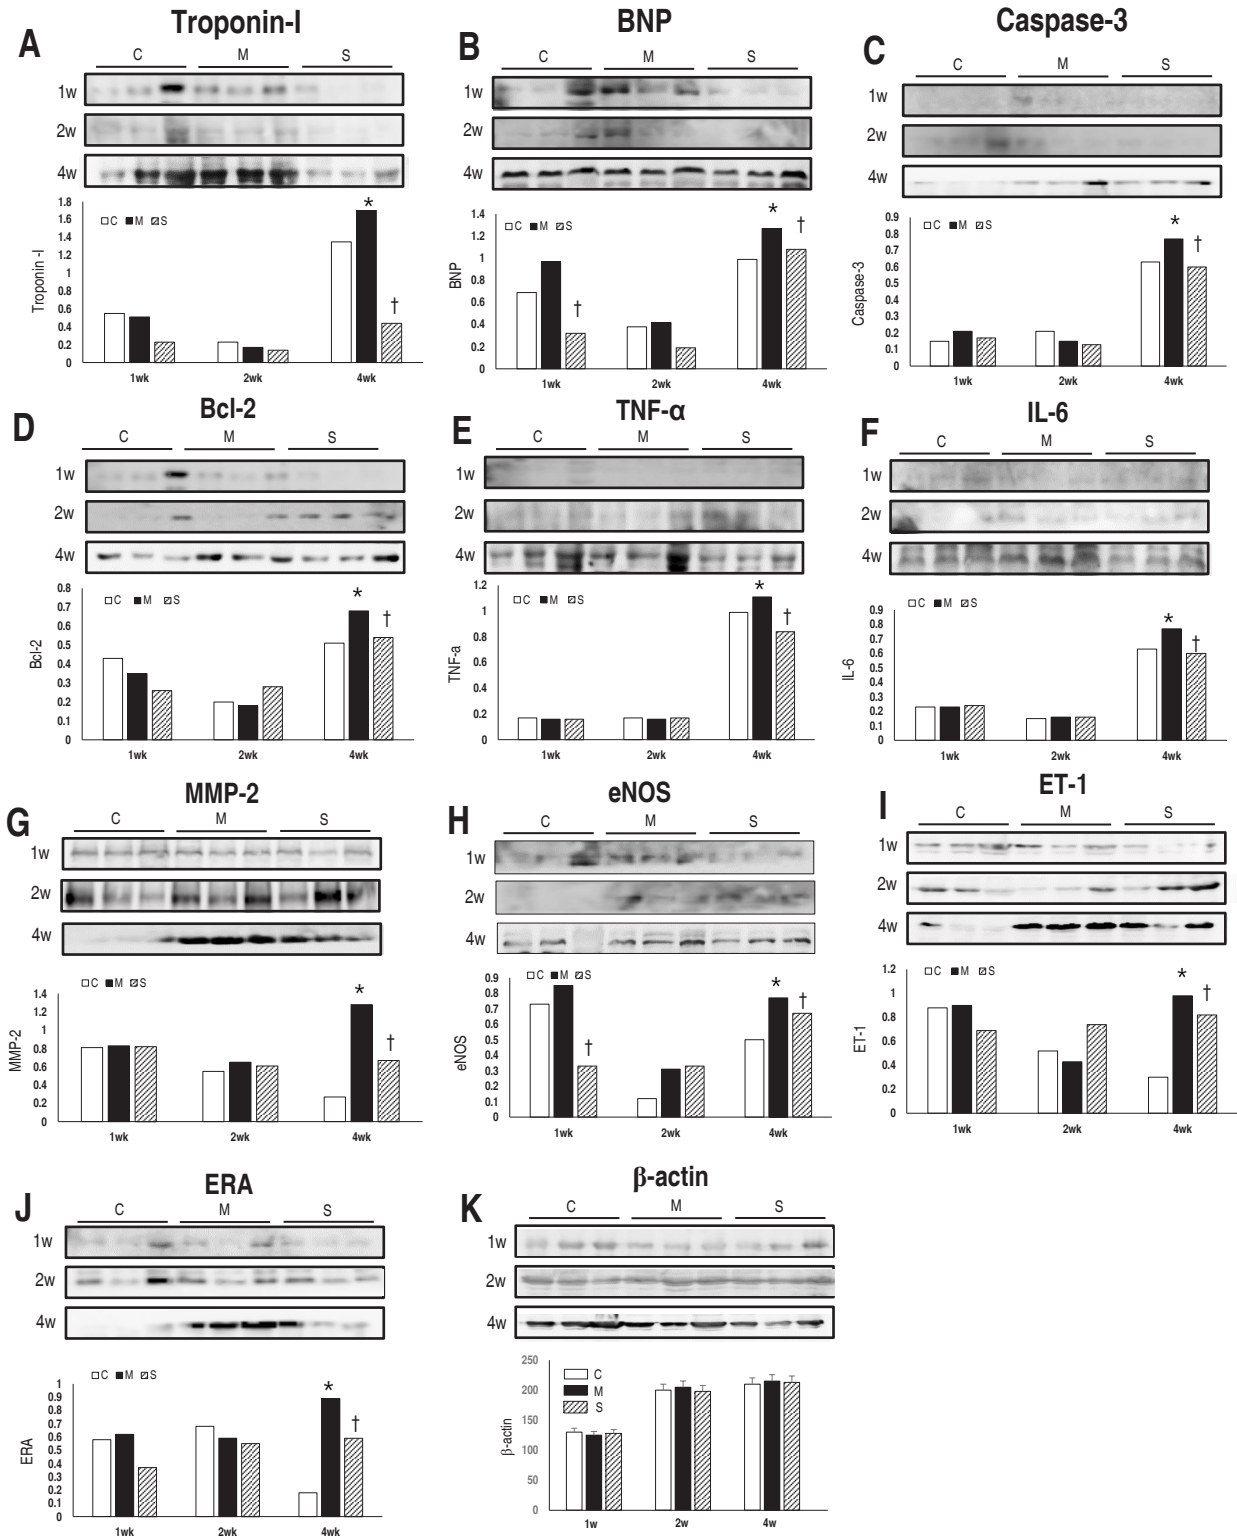 Troponin-I
A
C M S
1w
2w
4w
Troponin -I
1.8
1.6
1.4
1.2
1
0.8
0.6
0.4
0.2
0
C M S
*
†
1wk 2wk 4wk
BNP
B
C M S
1w
2w
4w
BNP
1.4
1.2
1
0.8
0.6
0.4
0.2
0
C M S
*
†
†
1wk 2wk 4wk
Caspase-3
C
C M S
1w
2w
4w
Caspase-3
0.9
0.8
0.7
0.6
0.5
0.4
0.3
0.2
0.1
0
C M S
*
†
1wk 2wk 4wk
Bcl-2
D
C M S
1w
2w
4w
Bcl-2
0.8
0.7
0.6
0.5
0.4
0.3
0.2
0.1
0
C M S
*
†
1wk 2wk 4wk
TNF-α
E
C M S
1w
2w
4w
TNF-a
1.2
1
0.8
0.6
0.4
0.2
0
C M S
*
†
1wk 2wk 4wk
IL-6
F
C M S
1w
2w
4w
IL-6
0.9
0.8
0.7
0.6
0.5
0.4
0.3
0.2
0.1
0
C M S
*
†
1wk 2wk 4wk
MMP-2
G
C M S
1w
2w
4w
MMP-2
1.4
1.2
1
0.8
0.6
0.4
0.2
0
C M S
*
†
1wk 2wk 4wk
eNOS
H
C M S
1w
2w
4w
eNOS
0.9
0.8
0.7
0.6
0.5
0.4
0.3
0.2
0.1
0
C M S
†
*
†
1wk 2wk 4wk
ET-1
I
C M S
1w
2w
4w
ET-1
1.2
1
0.8
0.6
0.4
0.2
0
C M S
*
†
1wk 2wk 4wk
ERA
J
C M S
1w
2w
4w
ERA
1
0.9
0.8
0.7
0.6
0.5
0.4
0.3
0.2
0.1
0
C M S
*
†
1wk 2wk 4wk
β-actin
K
C M S
1w
2w
4w
β-actin
250
200
150
100
50
0
C
M
S
1w 2w 4w